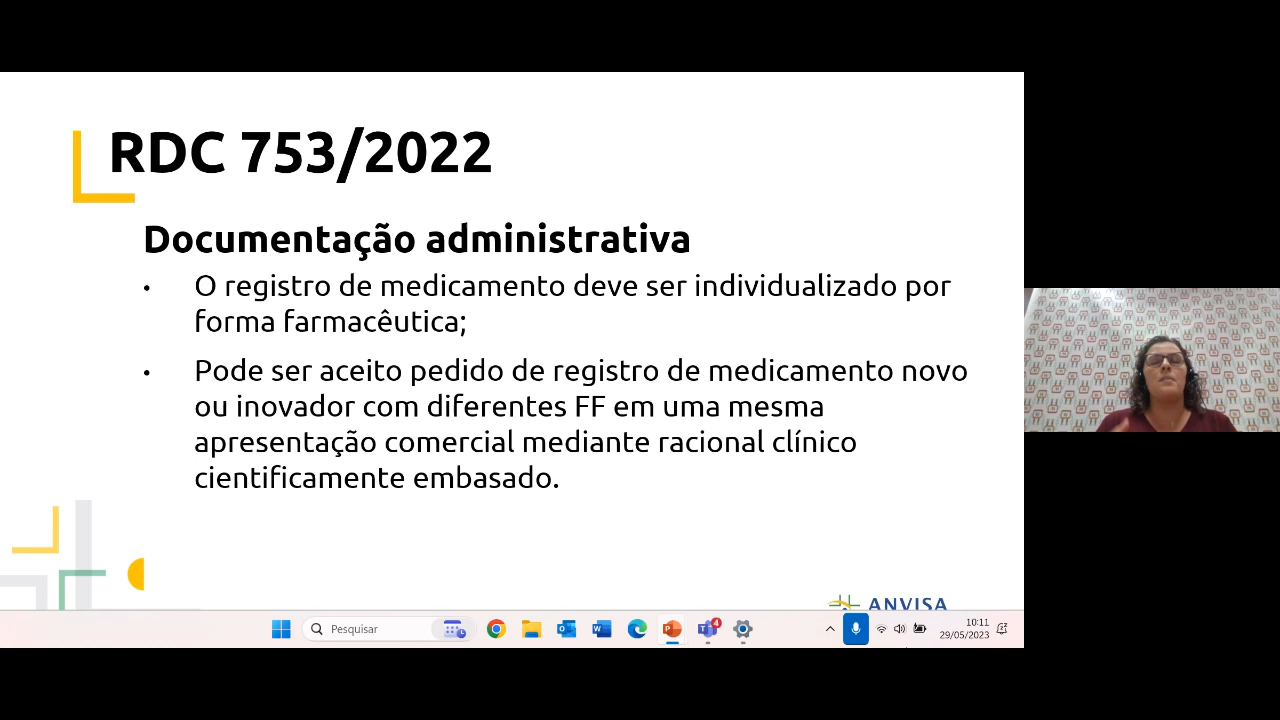 RDC 753/2022
Documentação administrativa
• O registro de medicamento deve ser individualizado por
forma farmacêutica;
• Pode ser aceito pedido de registro de medicamento novo
ou inovador com diferentes FF em uma mesma
apresentação comercial mediante racional clínico
cientificamente embasado.
ANVISA
Pesquisar
4
10:11
29/05/2023